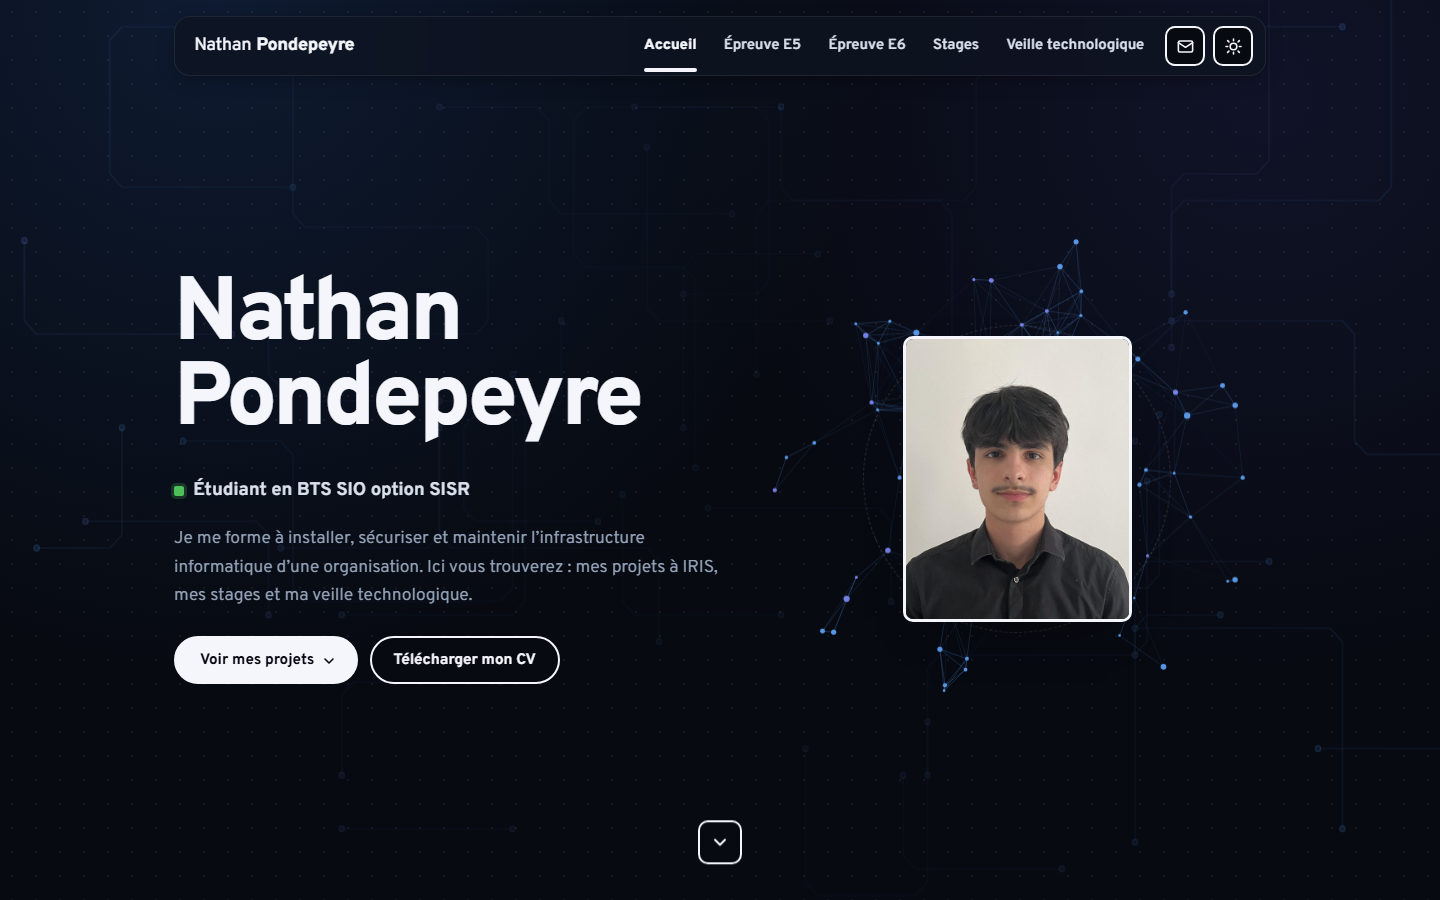 Nathan Pondepeyre
Accueil
Épreuve E5
Épreuve E6
Stages
Veille technologique
Nathan
Pondepeyre
Étudiant en BTS SIO option SISR
Je me forme à installer, sécuriser et maintenir l’infrastructure
informatique d’une organisation. Ici vous trouverez : mes projets à IRIS,
mes stages et ma veille technologique.
Voir mes projets
Télécharger mon CV